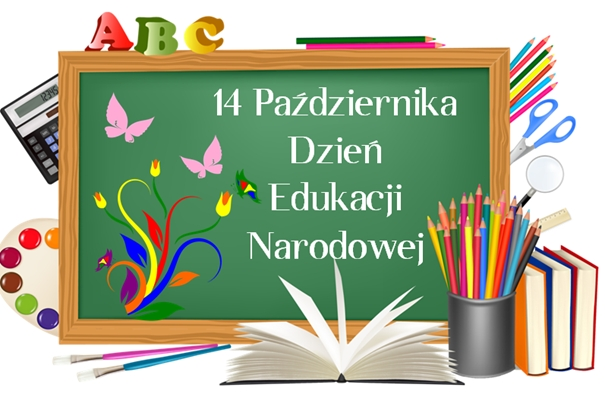 ABC
14 Października
Dzień
Edukacji
Narodowej